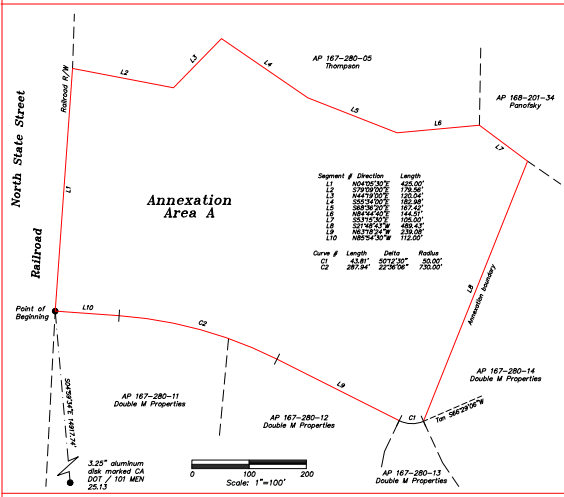 AP 167-280-05
Thompson
AP 168-201-34
Panofsky
Railroad R/W
North State Street
Railroad
L1
L2
L3
L4
L5
L6
L7
L8
Annexation boundary
Annexation
Area A
Segment # Direction Length
L1 N04°05'30"E 425.00'
L2 S79°09'00"E 179.56'
L3 N44°19'00"E 120.04'
L4 S55°34'00"E 182.98'
L5 S68°36'20"E 167.42'
L6 N84°44'40"E 144.51'
L7 S53°15'30"E 105.00'
L8 S21°48'43"W 489.43'
L9 N63°18'24"W 239.08'
L10 N85°54'30"W 112.00'
Curve # Length Delta Radius
C1 43.81' 50°12'30" 50.00'
C2 287.94' 22°36'06" 730.00'
Point of
Beginning
L10
C2
L9
C1
Tan S66°29'06"W
AP 167-280-14
Double M Properties
AP 167-280-11
Double M Properties
AP 167-280-12
Double M Properties
AP 167-280-13
Double M Properties
S04°59'34"E 14917.74'
3.25" aluminum
disk marked CA
DOT / 101 MEN
25.13
0 100 200
Scale: 1"=100'